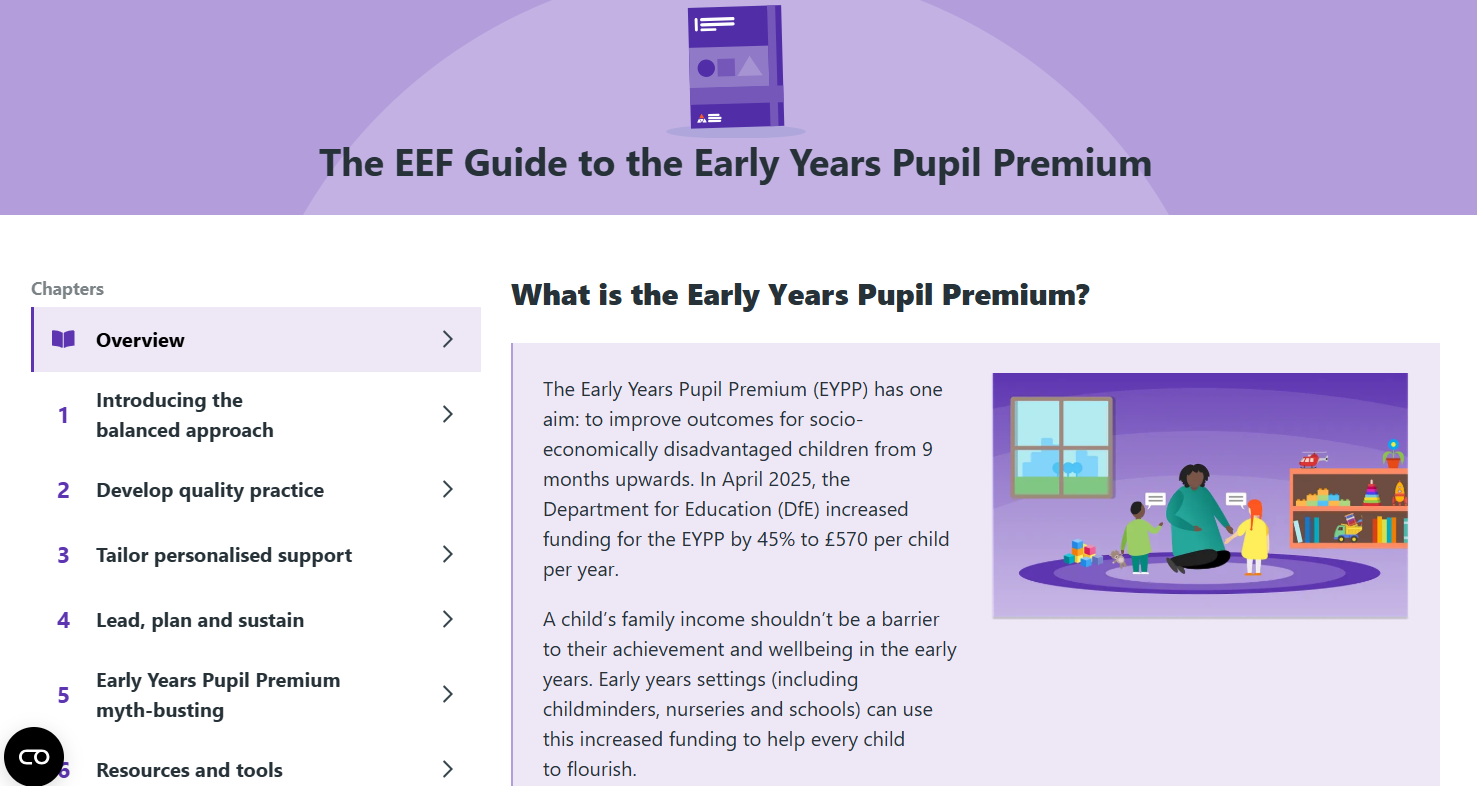 The EEF Guide to the Early Years Pupil Premium
Chapters
Overview
1
Introducing the
balanced approach
2
Develop quality practice
3
Tailor personalised support
4
Lead, plan and sustain
5
Early Years Pupil Premium
myth-busting
6
Resources and tools
What is the Early Years Pupil Premium?
The Early Years Pupil Premium (EYPP) has one
aim: to improve outcomes for socio-
economically disadvantaged children from 9
months upwards. In April 2025, the
Department for Education (DfE) increased
funding for the EYPP by 45% to £570 per child
per year.
A child’s family income shouldn’t be a barrier
to their achievement and wellbeing in the early
years. Early years settings (including
childminders, nurseries and schools) can use
this increased funding to help every child
to flourish.